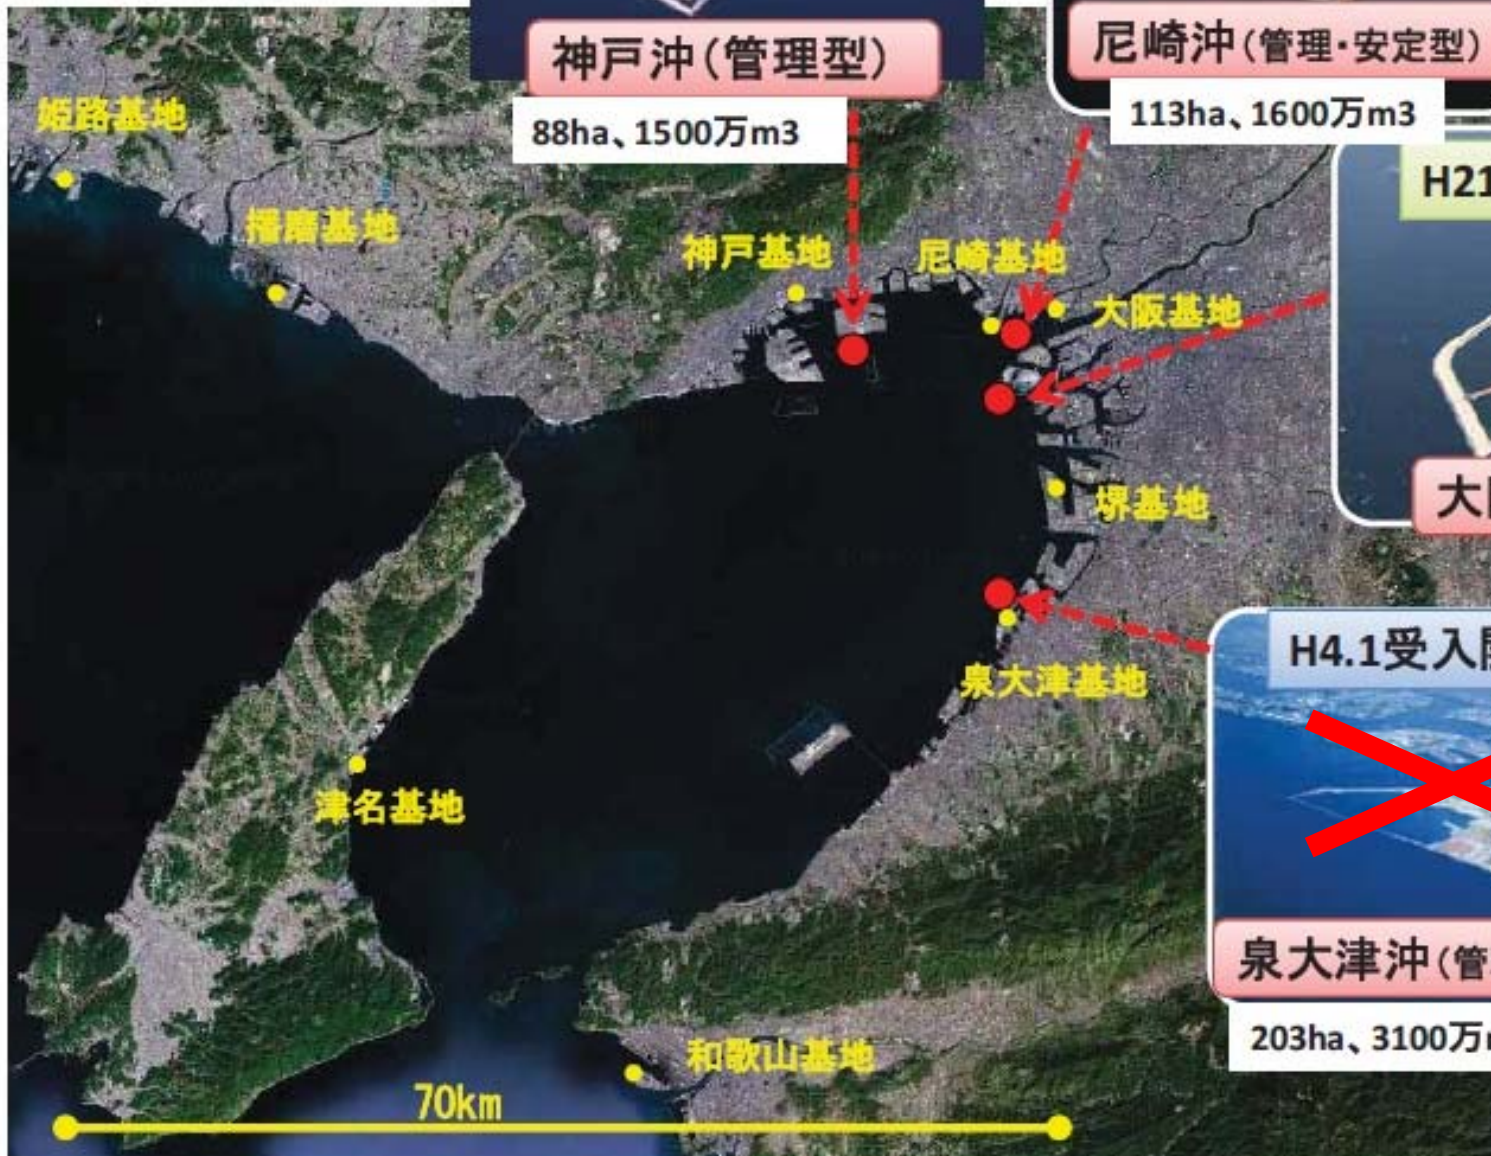 神戸沖（管理型）
88ha、1500万m3
尼崎沖（管理・安定型）
113ha、1600万m3
姫路基地
播磨基地
神戸基地
尼崎基地
大阪基地
H21
大
堺基地
H4.1受入
泉大津基地
津名基地
泉大津沖（管
203ha、3100万
和歌山基地
70km